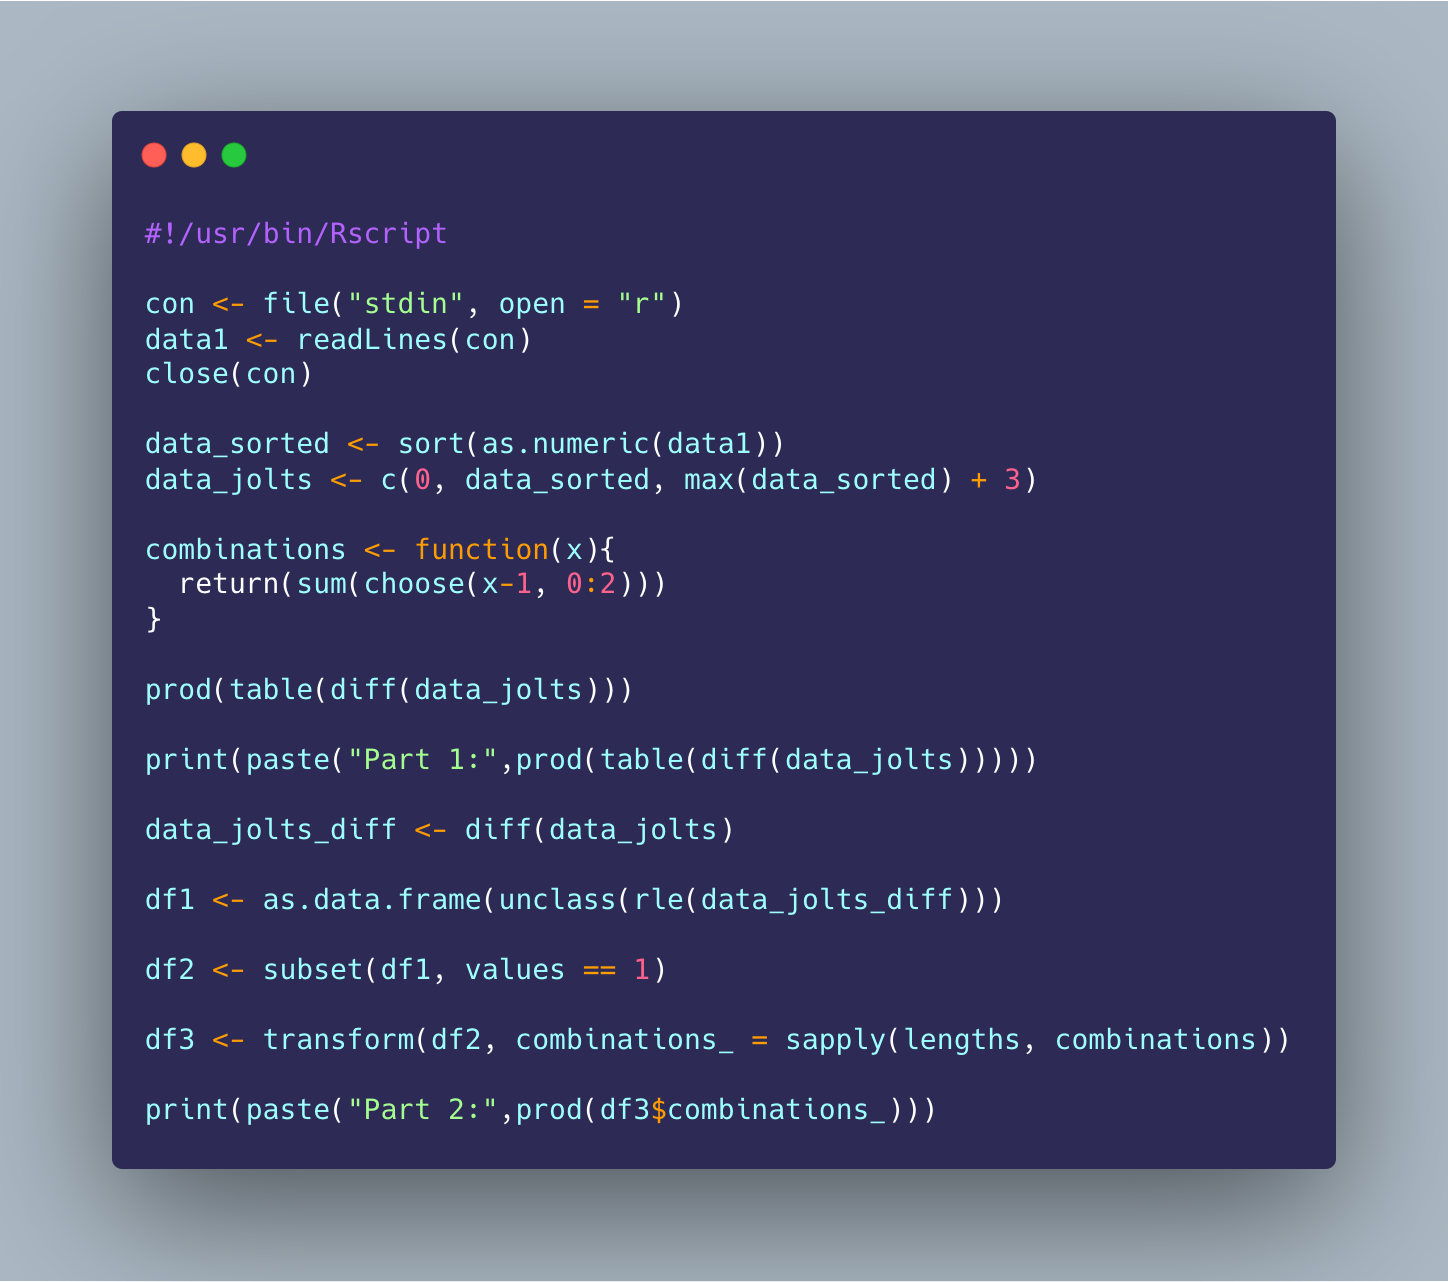 #!/usr/bin/Rscript
con <- file("stdin", open = "r")
data1 <- readLines(con)
close(con)
data_sorted <- sort(as.numeric(data1))
data_jolts <- c(0, data_sorted, max(data_sorted) + 3)
combinations <- function(x){
  return(sum(choose(x-1, 0:2)))
}
prod(table(diff(data_jolts)))
print(paste("Part 1:",prod(table(diff(data_jolts)))))
data_jolts_diff <- diff(data_jolts)
df1 <- as.data.frame(unclass(rle(data_jolts_diff)))
df2 <- subset(df1, values == 1)
df3 <- transform(df2, combinations_ = sapply(lengths, combinations))
print(paste("Part 2:",prod(df3$combinations_)))